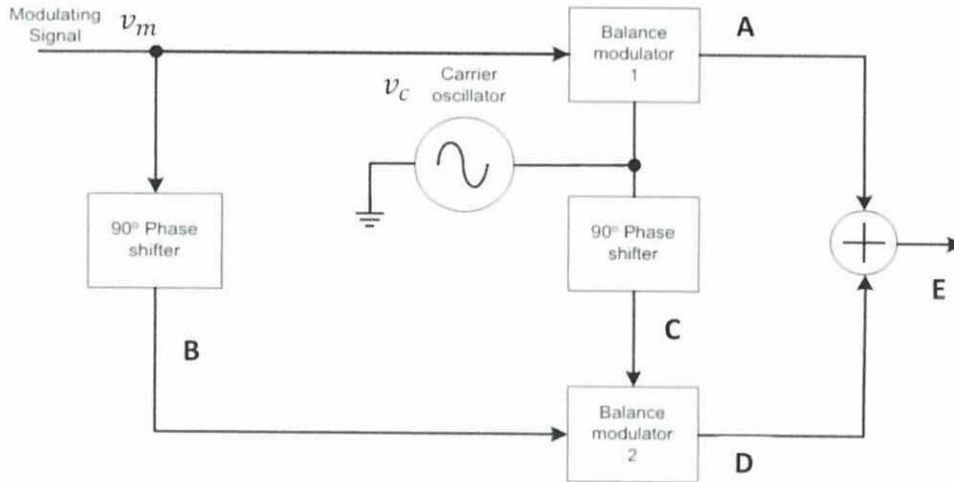 Modulating
Signal
v_m
Balance
modulator
1
A
v_c
Carrier
oscillator
90° Phase
shifter
90° Phase
shifter
E
B
C
Balance
modulator
2
D